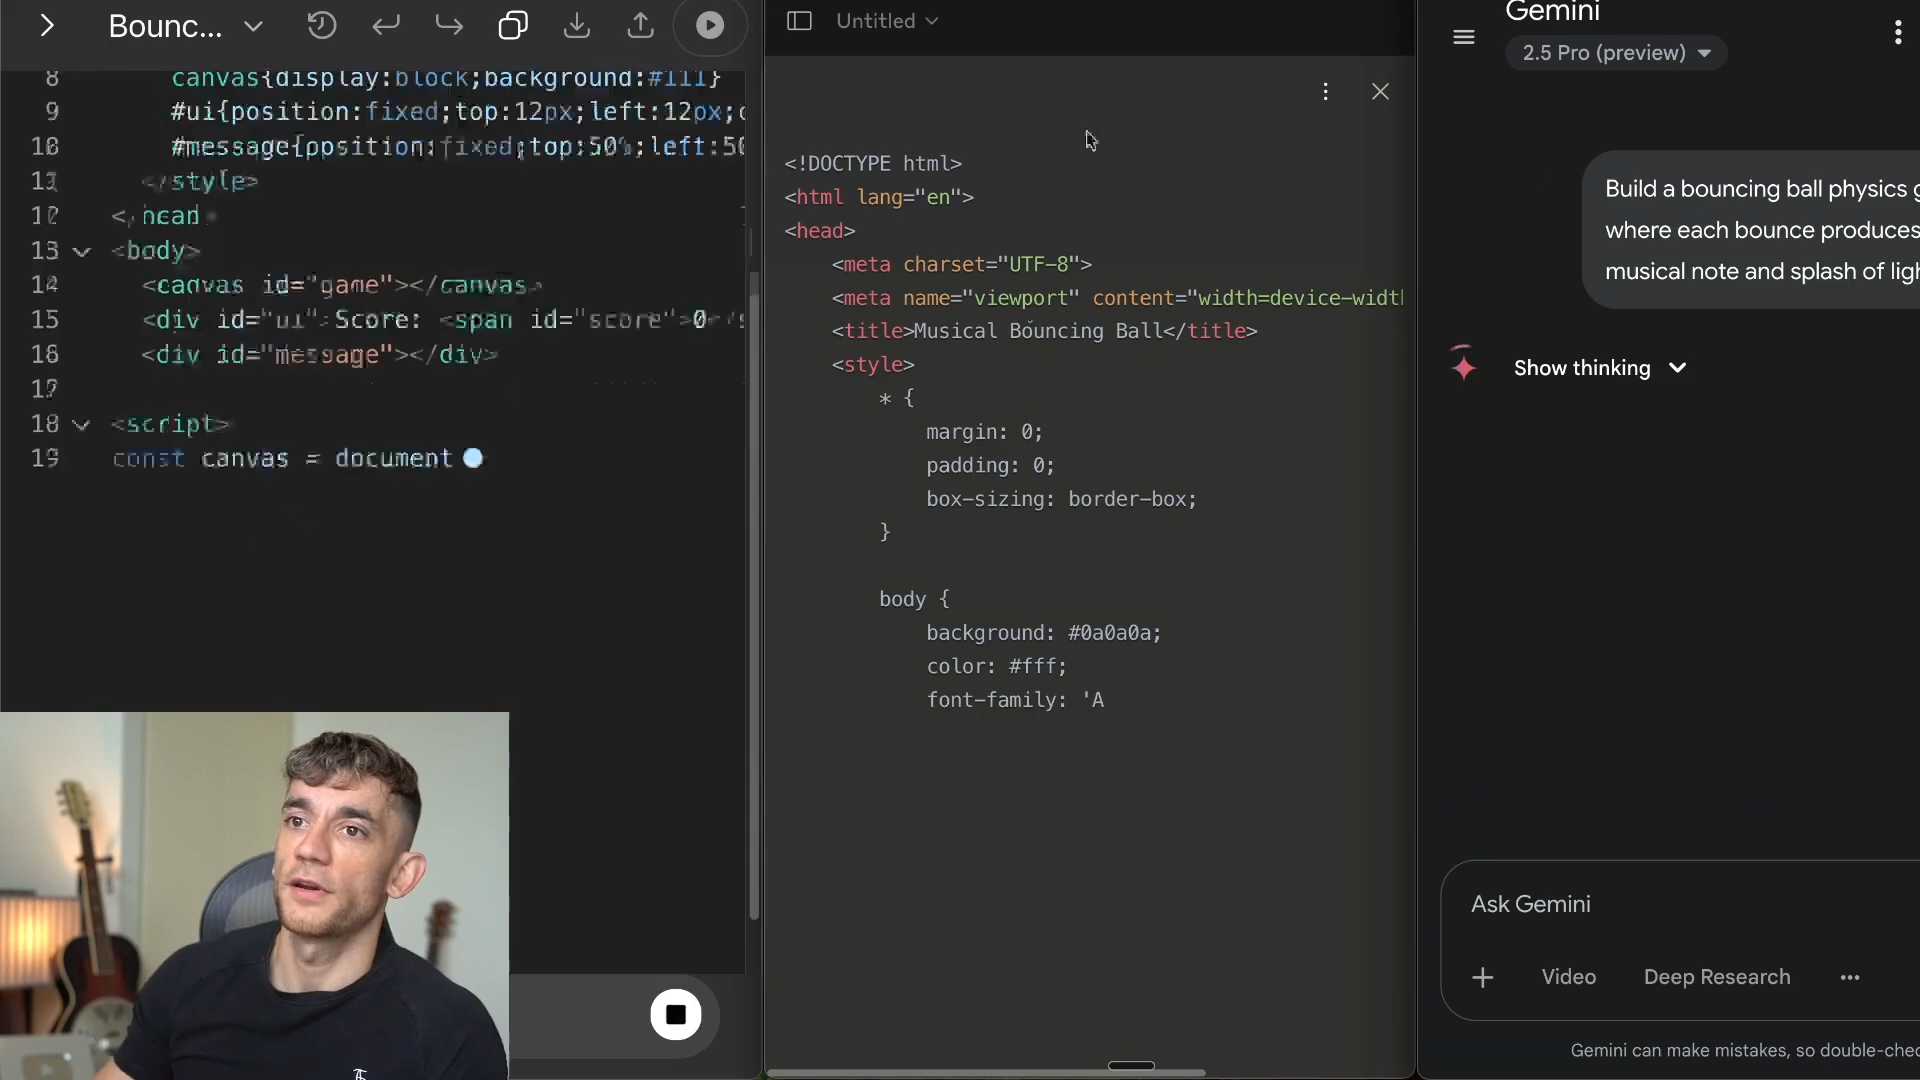 Bounc...
8 canvas{display:block;background:#111}
9 #ui{position:fixed;top:12px;left:12px;
10 #message{position:fixed;top:50%;left:50
11 </style>
12 </head
13 <body>
14 <canvas id="game"></canvas>
15 <div id="ui">Score: <span id="score">0</s
16 <div id="message"></div>
17
18 <script>
19 const canvas = document
Untitled
<!DOCTYPE html>
<html lang="en">
<head>
<meta charset="UTF-8">
<meta name="viewport" content="width=device-widt
<title>Musical Bouncing Ball</title>
<style>
* {
margin: 0;
padding: 0;
box-sizing: border-box;
}
body {
background: #0a0a0a;
color: #fff;
font-family: 'A
Gemini
2.5 Pro (preview)
Build a bouncing ball physics g
where each bounce produces
musical note and splash of ligh
Show thinking
Ask Gemini
Video
Deep Research
Gemini can make mistakes, so double-chec